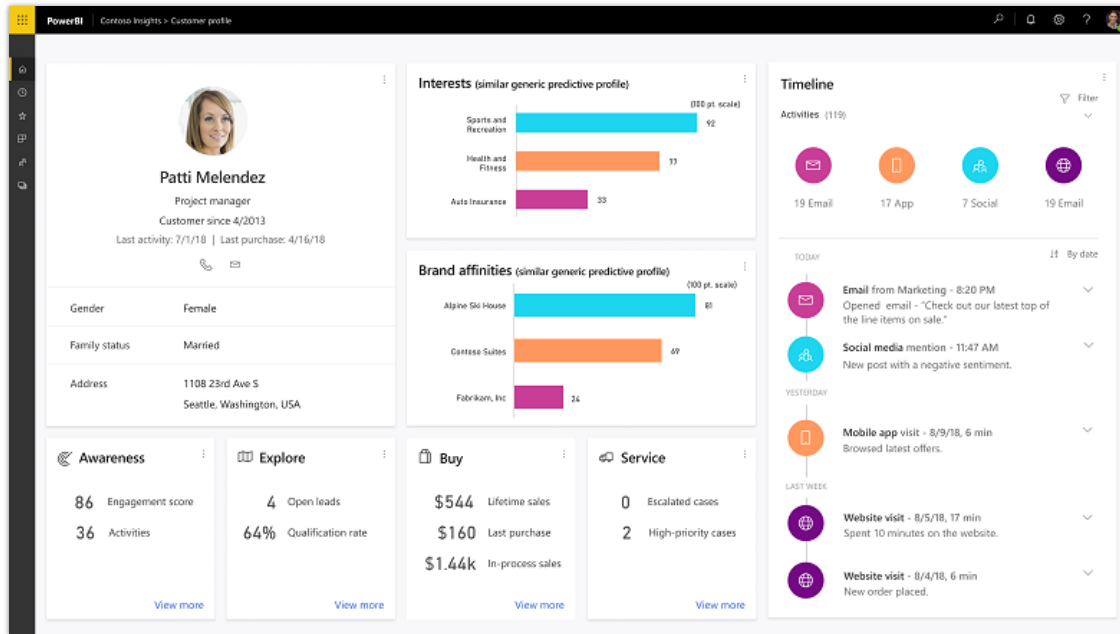 PowerBI
Contoso Insights > Customer profile
Patti Melendez
Project manager
Customer since 4/2013
Last activity: 7/1/18 | Last purchase: 4/16/18
Gender Female
Family status Married
Address 1108 23rd Ave S
Seattle, Washington, USA
Interests (similar generic predictive profile)
(100 pt. scale)
Sports and
Recreation 92
Health and
Fitness 77
Auto Insurance 33
Brand affinities (similar generic predictive profile)
(100 pt. scale)
Alpine Ski House 81
Contoso Suites 69
Fabrikam, Inc 24
Awareness
86 Engagement score
36 Activities
View more
Explore
4 Open leads
64% Qualification rate
View more
Buy
$544 Lifetime sales
$160 Last purchase
$1.44k In-process sales
View more
Service
0 Escalated cases
2 High-priority cases
View more
Timeline
Filter
Activities (119)
19 Email
17 App
7 Social
19 Email
TODAY
By date
Email from Marketing - 8:20 PM
Opened email - "Check out our latest top of
the line items on sale."
Social media mention - 11:47 AM
New post with a negative sentiment.
YESTERDAY
Mobile app visit - 8/9/18, 6 min
Browsed latest offers.
LAST WEEK
Website visit - 8/5/18, 17 min
Spent 10 minutes on the website.
Website visit - 8/4/18, 6 min
New order placed.